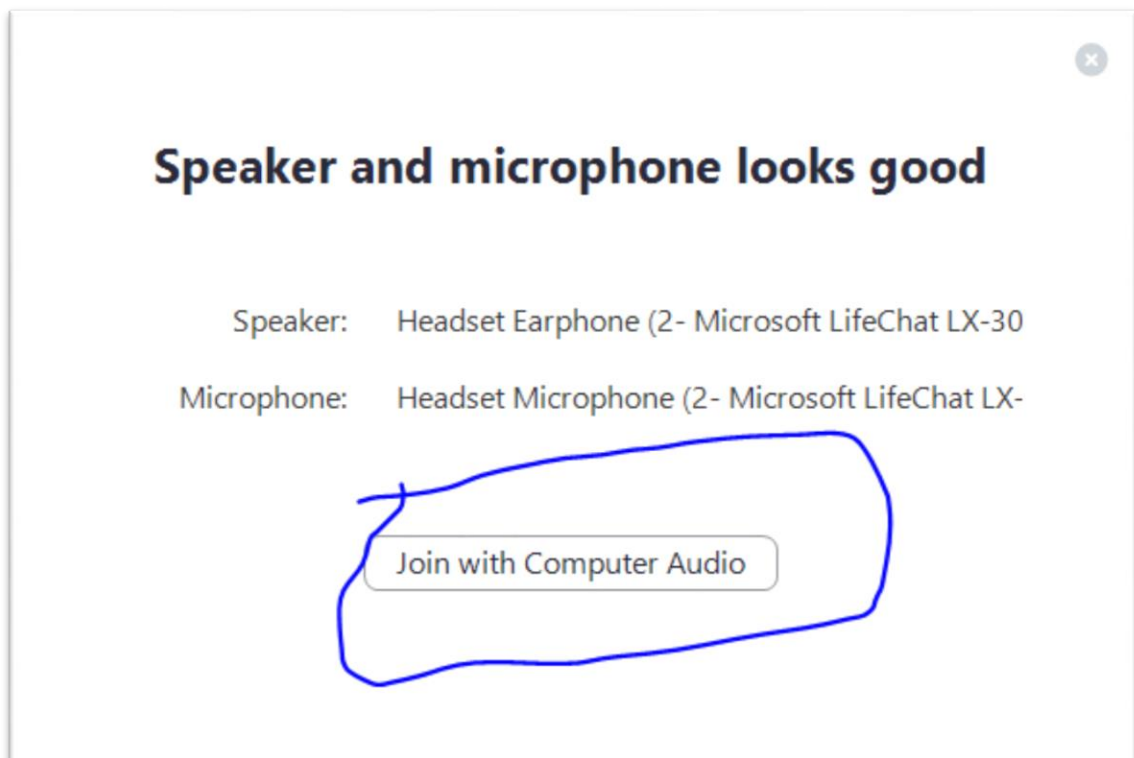 Speaker and microphone looks good
Speaker: Headset Earphone (2- Microsoft LifeChat LX-30
Microphone: Headset Microphone (2- Microsoft LifeChat LX-
Join with Computer Audio